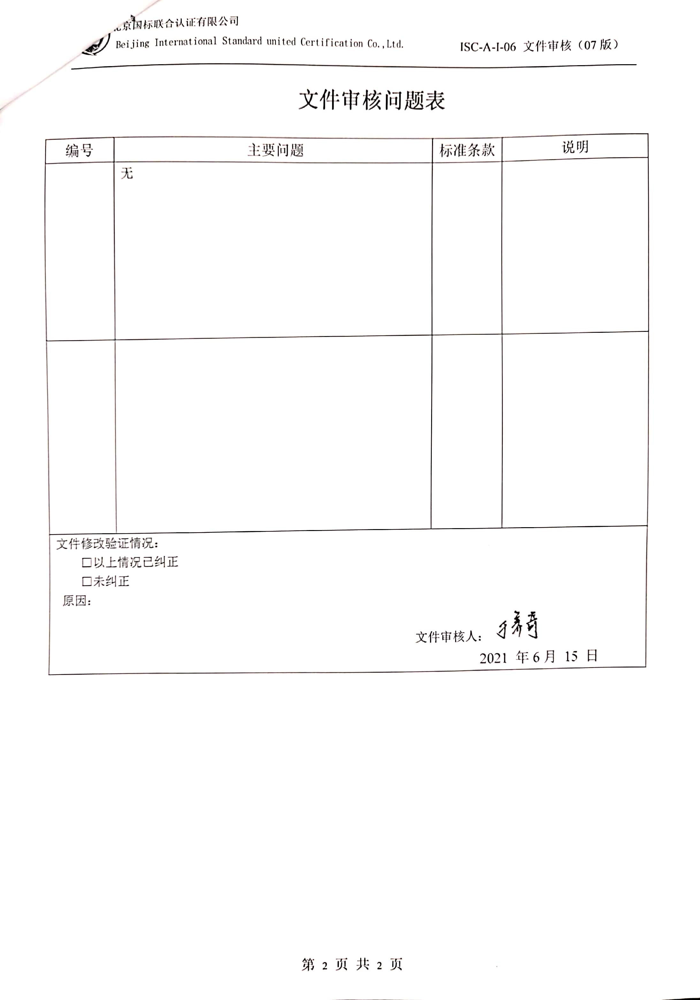 京国标联合认证有限公司
Beijing International Standard united Certification Co.,Ltd.
ISC-A-I-06 文件审核（07版）
文件审核问题表
编号 主要问题 标准条款 说明
无
文件修改验证情况：
□以上情况已纠正
□未纠正
原因：
文件审核人：
2021 年 6 月 15 日
第 2 页 共 2 页